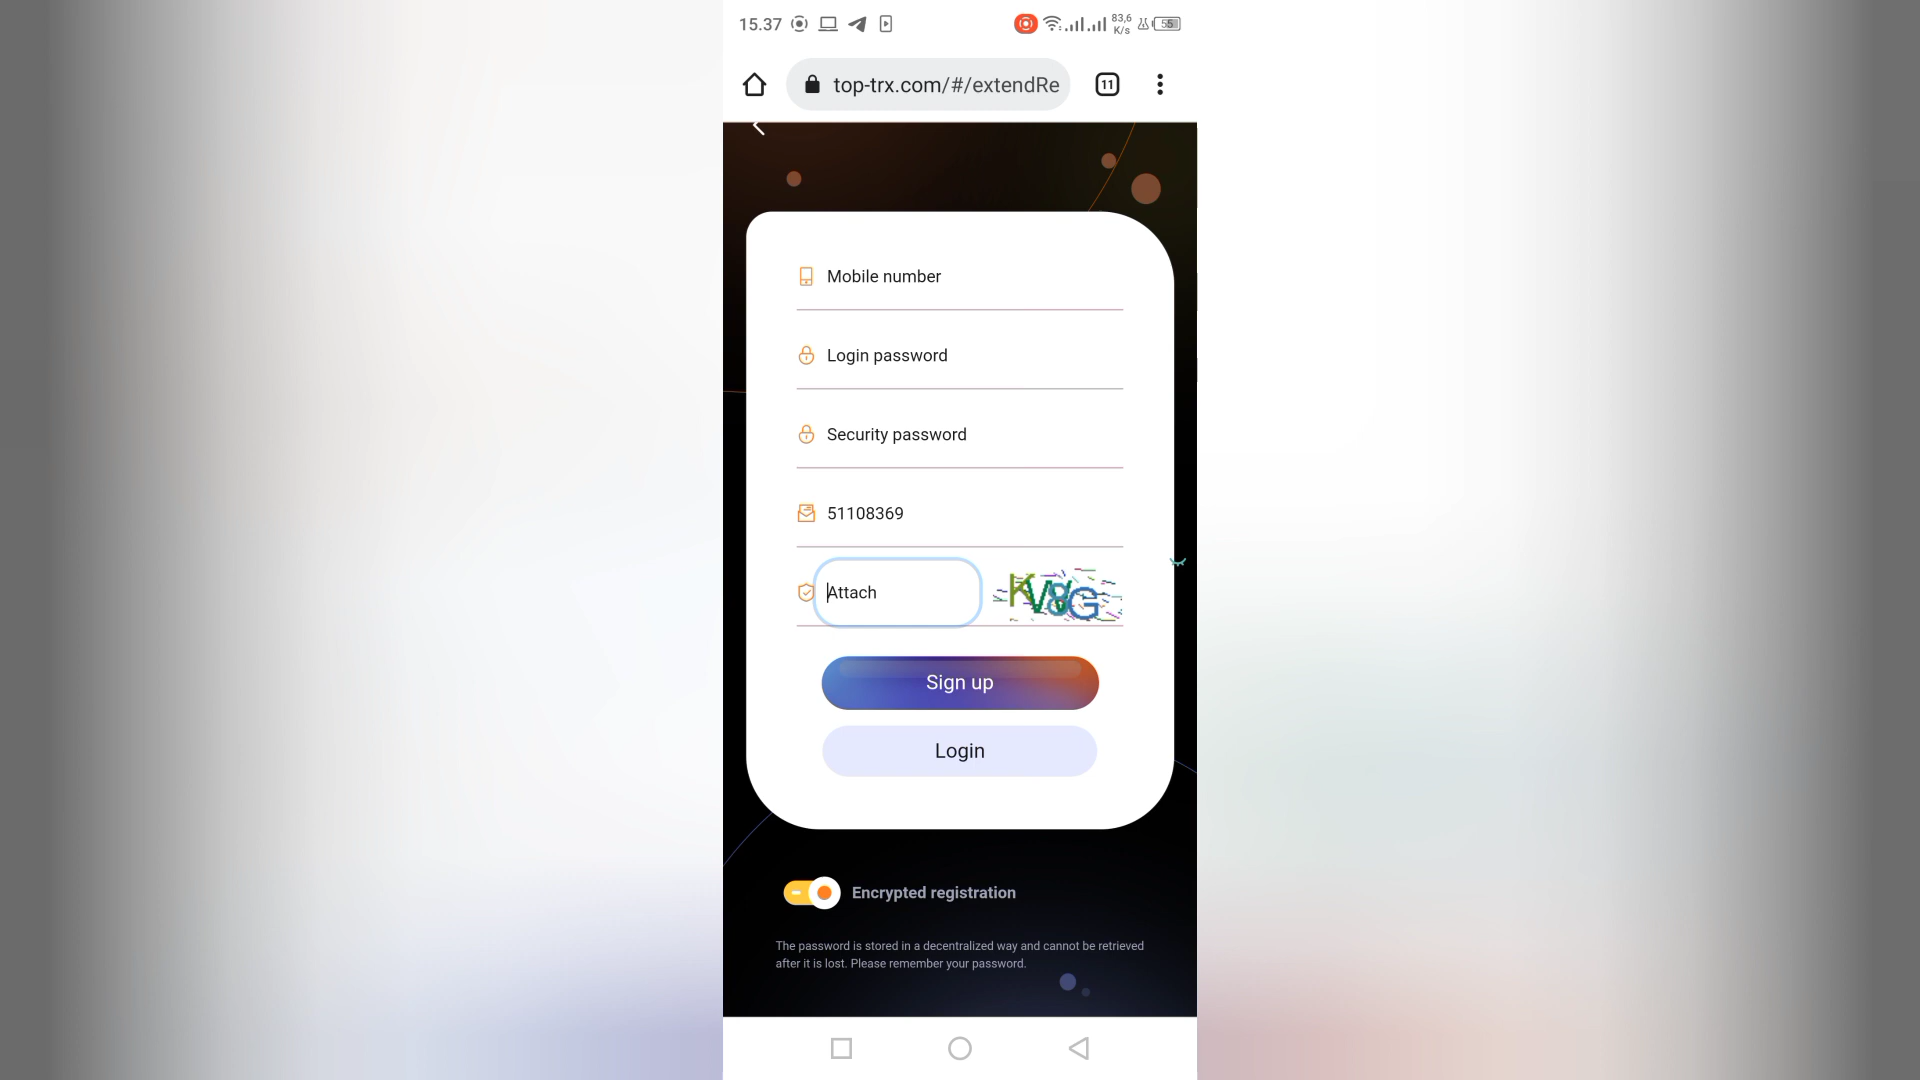 15.37
83,6
K/s
55
top-trx.com/#/extendRe
11
Mobile number
Login password
Security password
51108369
Attach
KV8G
Sign up
Login
Encrypted registration
The password is stored in a decentralized way and cannot be retrieved
after it is lost. Please remember your password.